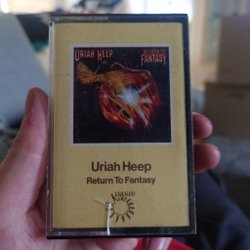 URIAH HEEP
RETURN TO
FANTASY
Uriah Heep
Return To Fantasy